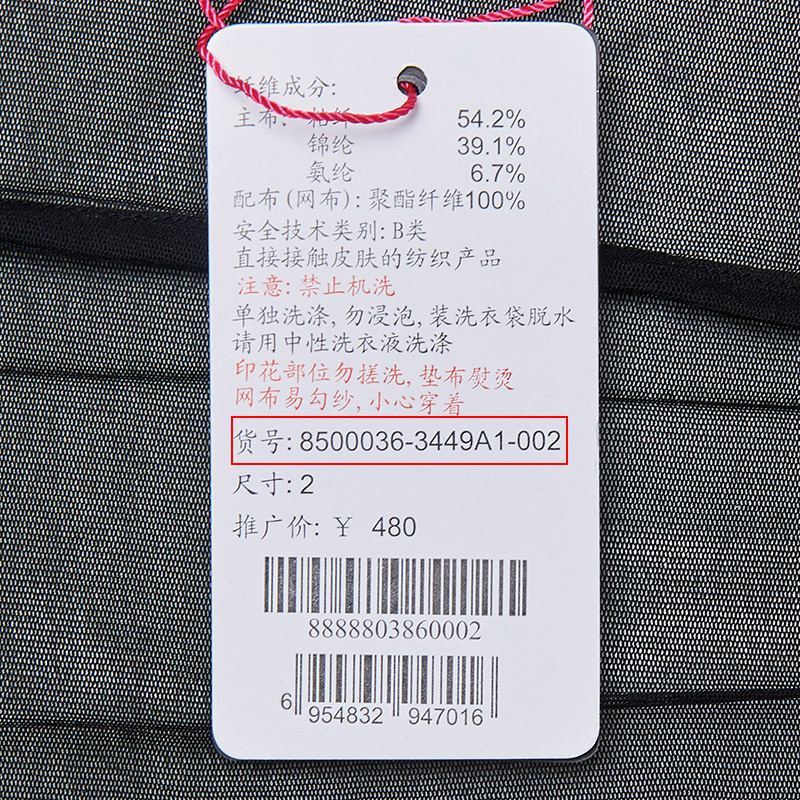 纤维成分:
主布: 粘纤 54.2%
锦纶 39.1%
氨纶 6.7%
配布(网布): 聚酯纤维100%
安全技术类别: B类
直接接触皮肤的纺织产品
注意: 禁止机洗
单独洗涤, 勿浸泡, 装洗衣袋脱水
请用中性洗衣液洗涤
印花部位勿搓洗, 垫布熨烫
网布易勾纱, 小心穿着
货号: 8500036-3449A1-002
尺寸: 2
推广价: ¥ 480
8888803860002
6 954832 947016